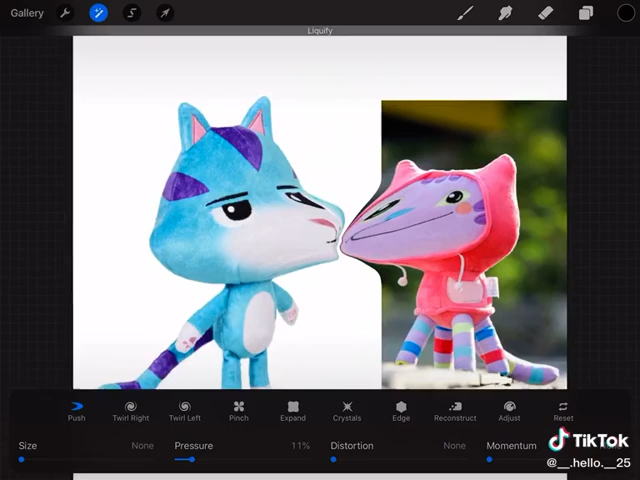 Gallery
Liquify
Push
Twirl Right
Twirl Left
Pinch
Expand
Crystals
Edge
Reconstruct
Adjust
Reset
Size None
Pressure 11%
Distortion None
Momentum
TikTok
@__.hello.__25